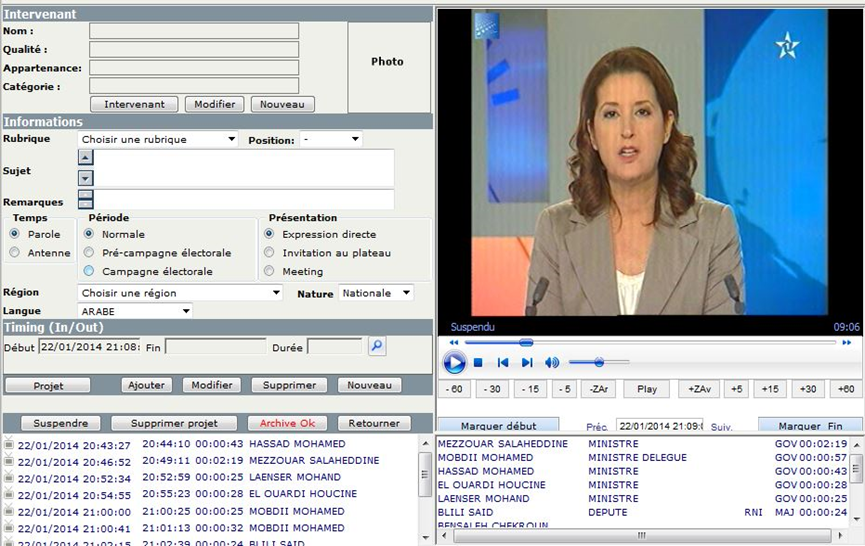 Intervenant
Nom :
Qualité :
Appartenance:
Catégorie :
Photo
Intervenant Modifier Nouveau
Informations
Rubrique Choisir une rubrique Position: -
Sujet
Remarques
Temps Période Présentation
Parole Normale Expression directe
Antenne Pré-campagne électorale Invitation au plateau
Campagne électorale Meeting
Région Choisir une région Nature Nationale
Langue ARABE
Timing (In/Out)
Début 22/01/2014 21:08: Fin Durée
Projet Ajouter Modifier Supprimer Nouveau
Suspendre Supprimer projet Archive Ok Retourner
22/01/2014 20:43:27 20:44:10 00:00:43 HASSAD MOHAMED
22/01/2014 20:46:52 20:49:11 00:02:19 MEZZOUAR SALAHEDDINE
22/01/2014 20:52:34 20:52:59 00:00:25 LAENSER MOHAND
22/01/2014 20:54:55 20:55:23 00:00:28 EL OUARDI HOUCINE
22/01/2014 21:00:00 21:00:25 00:00:25 MOBDII MOHAMED
22/01/2014 21:00:41 21:01:13 00:00:32 MOBDII MOHAMED
22/01/2014 21:02:15 21:02:39 00:00:24 BLILI SAID
Suspendu 09:06
- 60 - 30 - 15 - 5 -ZAr Play +ZAv +5 +15 +30 +60
Marquer début Préc. 22/01/2014 21:09:0 Suiv. Marquer Fin
MEZZOUAR SALAHEDDINE MINISTRE GOV 00:02:19
MOBDII MOHAMED MINISTRE DELEGUE GOV 00:00:57
HASSAD MOHAMED MINISTRE GOV 00:00:43
EL OUARDI HOUCINE MINISTRE GOV 00:00:28
LAENSER MOHAND MINISTRE GOV 00:00:25
BLILI SAID DEPUTE RNI MAJ 00:00:24
BENSALEH CHEKROUN